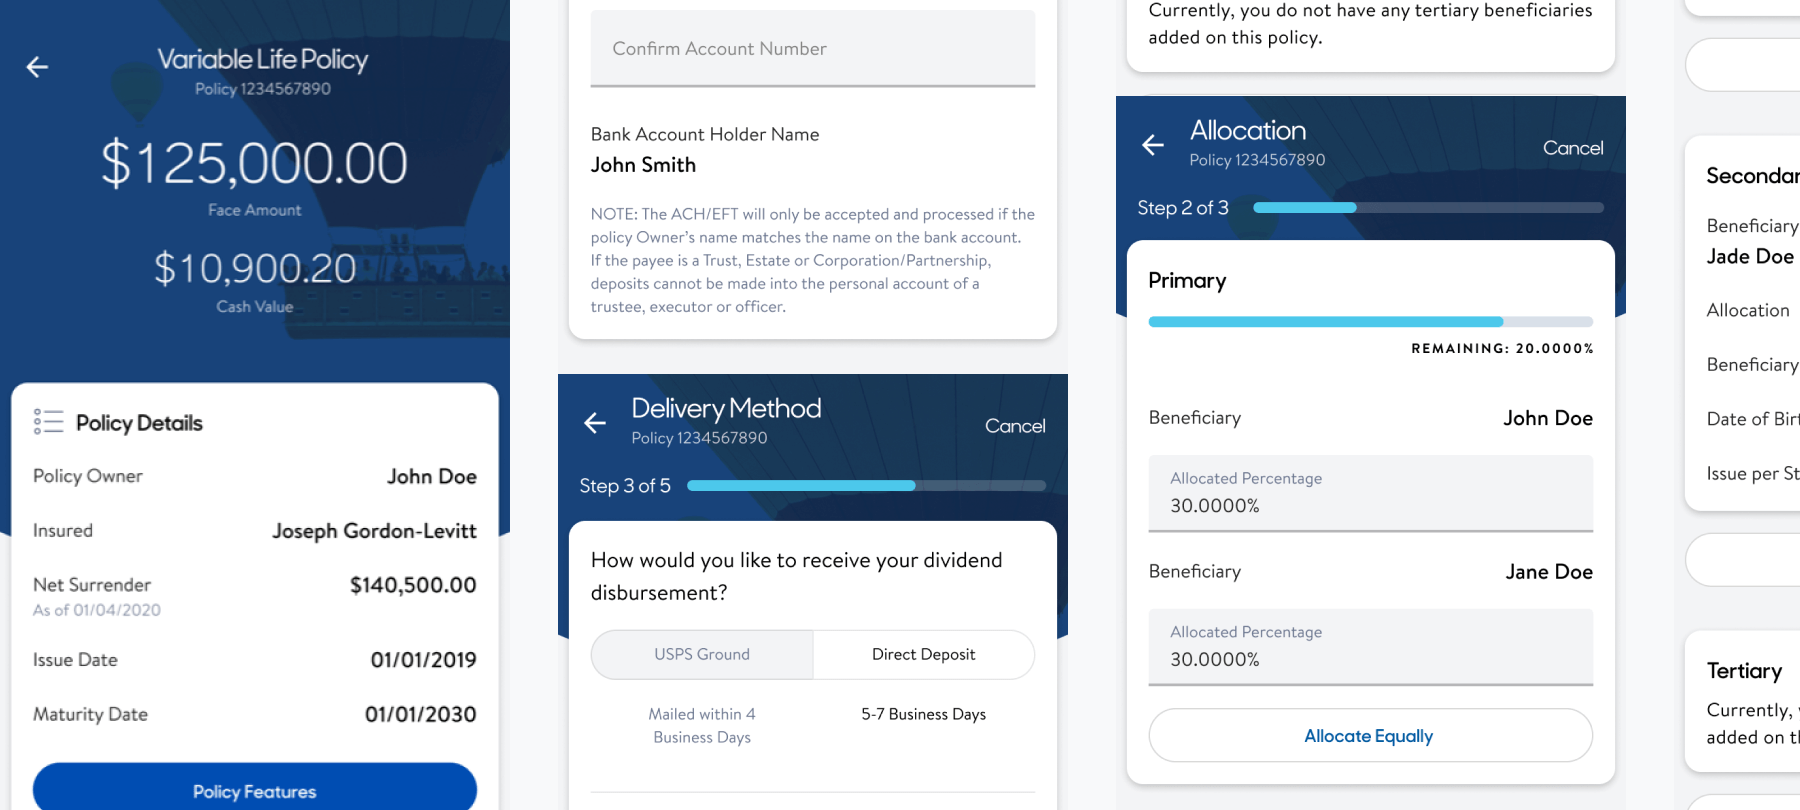 Variable Life Policy
Policy 1234567890
$125,000.00
Face Amount
$10,900.20
Cash Value
Policy Details
Policy Owner John Doe
Insured Joseph Gordon-Levitt
Net Surrender $140,500.00
As of 01/04/2020
Issue Date 01/01/2019
Maturity Date 01/01/2030
Policy Features
Confirm Account Number
Bank Account Holder Name
John Smith
NOTE: The ACH/EFT will only be accepted and processed if the
policy Owner's name matches the name on the bank account.
If the payee is a Trust, Estate or Corporation/Partnership,
deposits cannot be made into the personal account of a
trustee, executor or officer.
Delivery Method
Policy 1234567890
Cancel
Step 3 of 5
How would you like to receive your dividend
disbursement?
USPS Ground Direct Deposit
Mailed within 4
Business Days
5-7 Business Days
Currently, you do not have any tertiary beneficiaries
added on this policy.
Allocation
Policy 1234567890
Cancel
Step 2 of 3
Primary
REMAINING: 20.0000%
Beneficiary John Doe
Allocated Percentage
30.0000%
Beneficiary Jane Doe
Allocated Percentage
30.0000%
Allocate Equally
Secondar
Beneficiary
Jade Doe
Allocation
Beneficiary
Date of Birt
Issue per St
Tertiary
Currently,
added on th